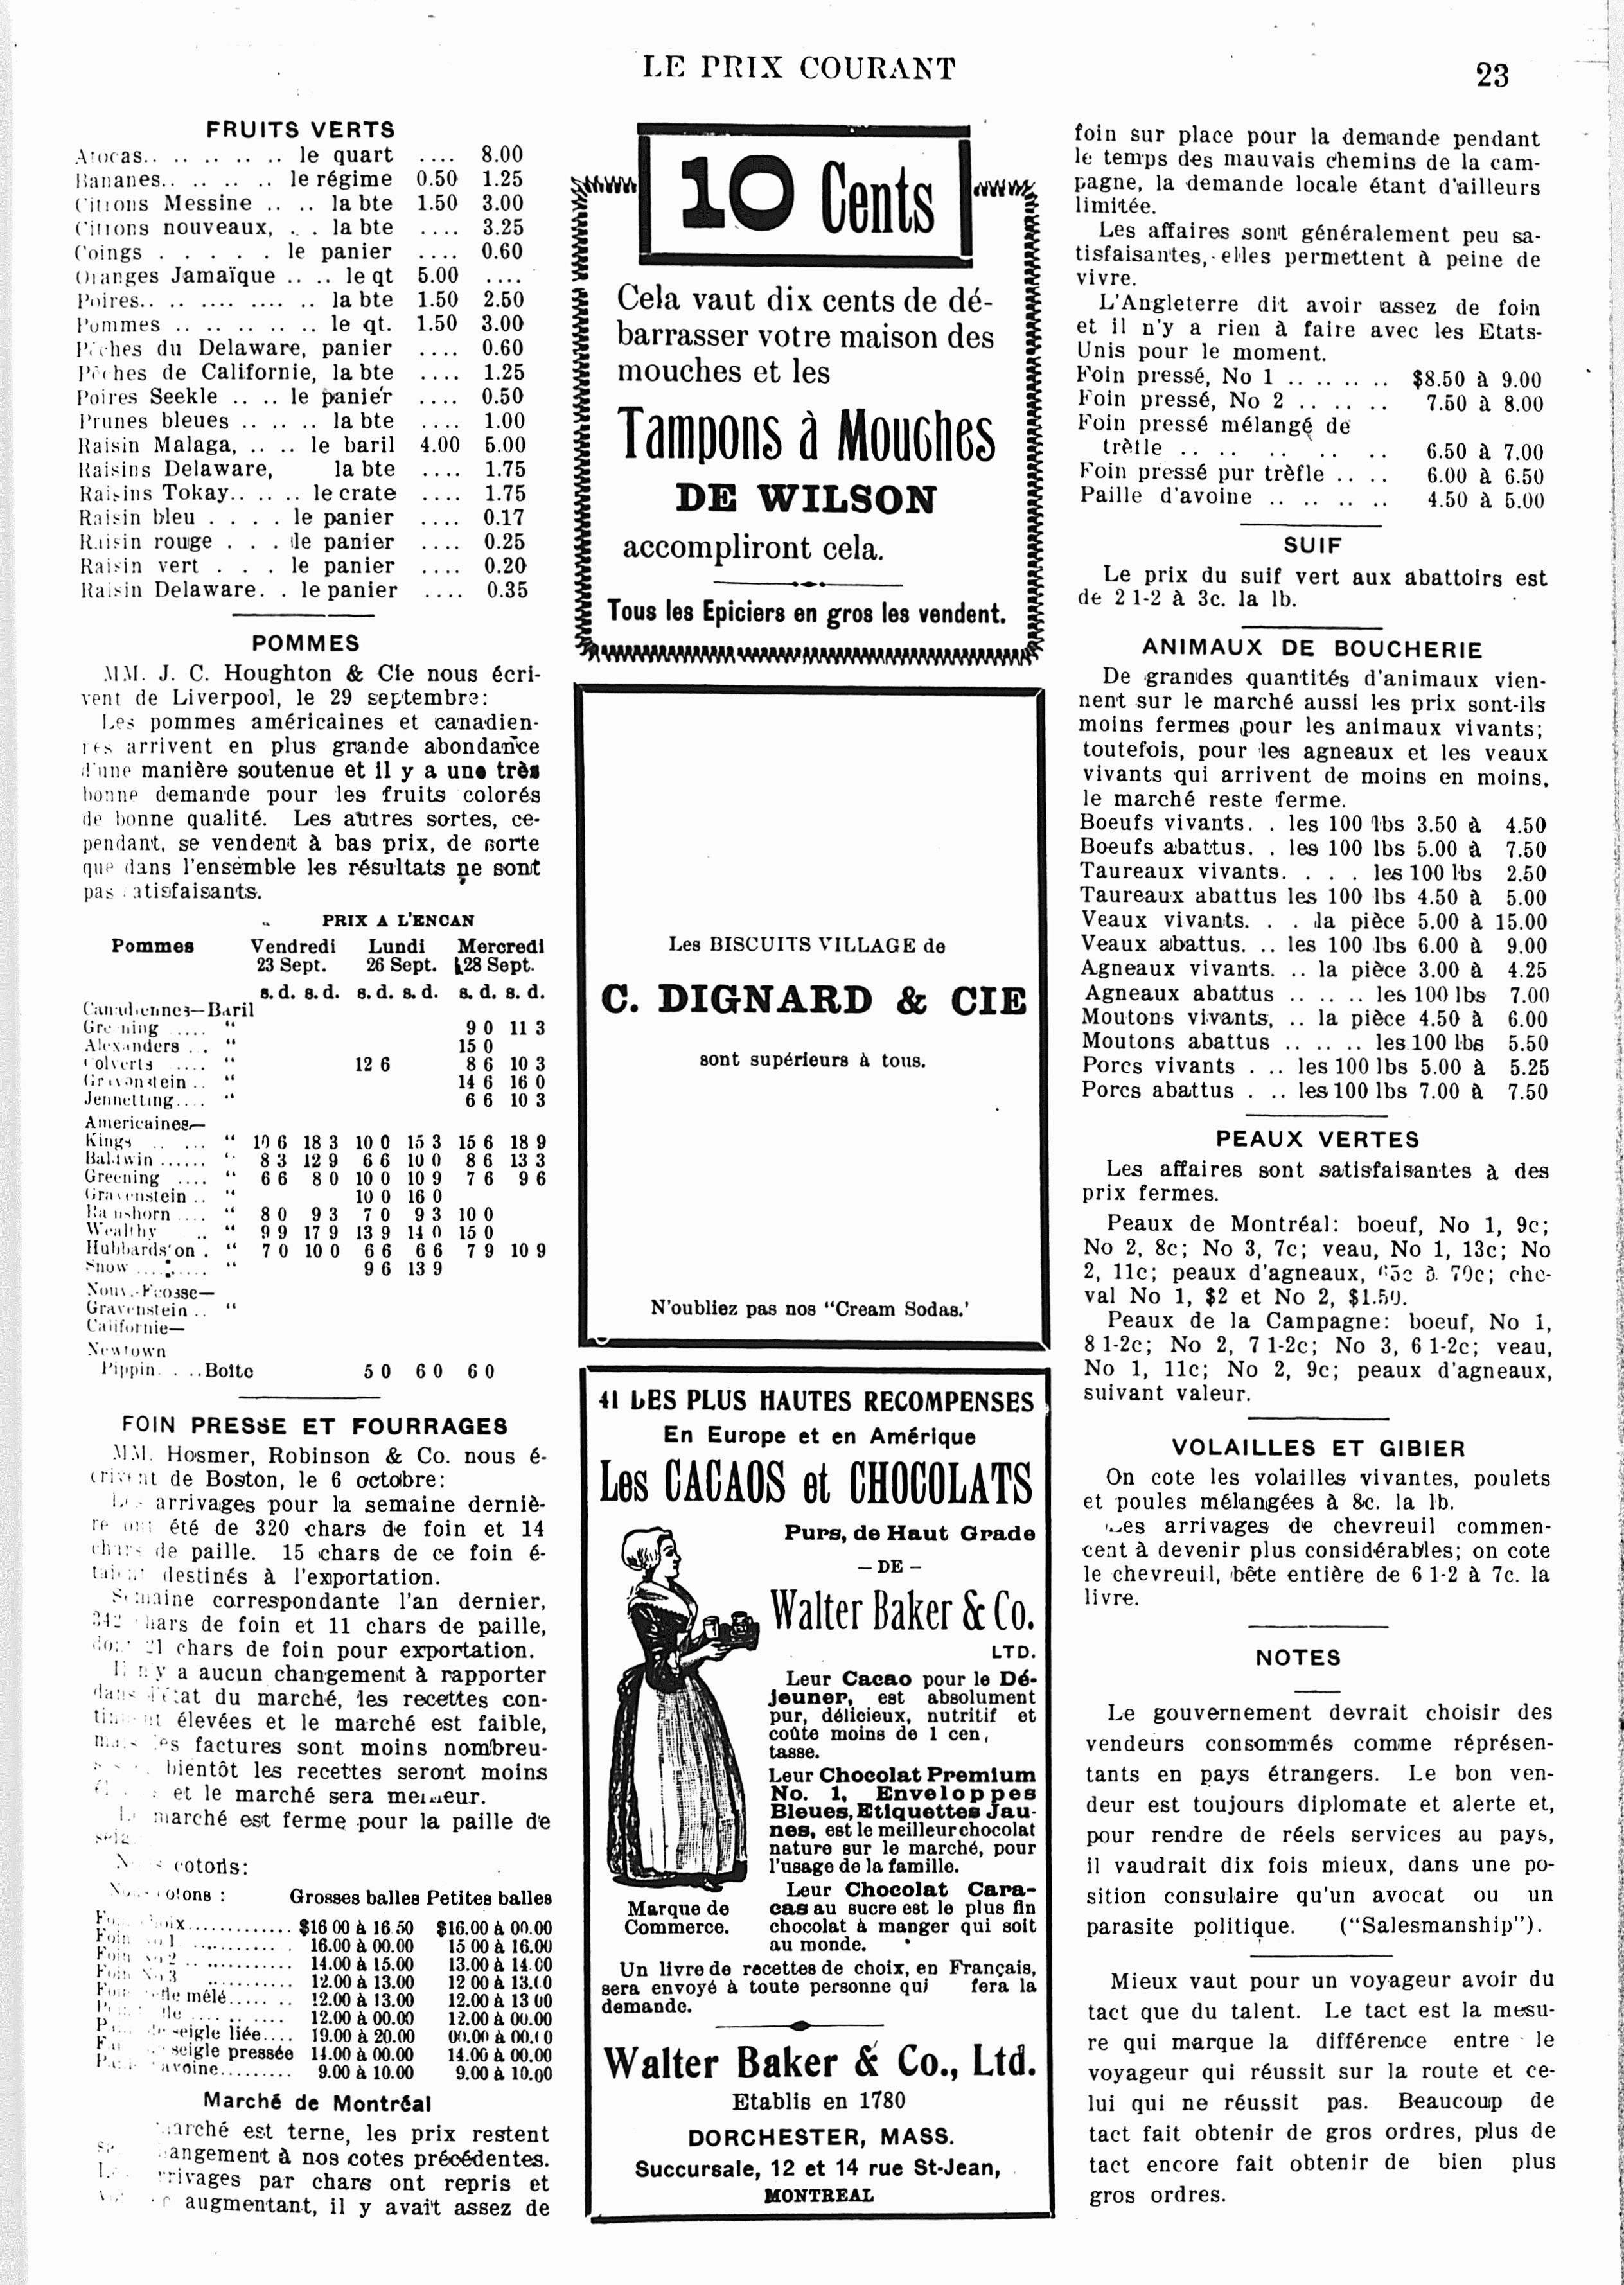 LE PRIX COURANT
23
FRUITS VERTS
Atocas.. .. .. .. .. le quart .... 8.00
Bananes.. .. .. .. le régime 0.50 1.25
Citrons Messine .. .. la bte 1.50 3.00
Citrons nouveaux, . . la bte .... 3.25
Coings . . . . . le panier .... 0.60
Oranges Jamaïque .. .. le qt 5.00 ....
Poires.. .. .... .... .. la bte 1.50 2.50
Pommes .. .. .. .. .. le qt. 1.50 3.00
Pêches du Delaware, panier .... 0.60
Pêches de Californie, la bte .... 1.25
Poires Seekle .. .. le panier .... 0.50
Prunes bleues .. .. .. la bte .... 1.00
Raisin Malaga, .. .. le baril 4.00 5.00
Raisins Delaware, la bte .... 1.75
Raisins Tokay.. .. .. le crate .... 1.75
Raisin bleu . . . . le panier .... 0.17
Raisin rouge . . . le panier .... 0.25
Raisin vert . . . le panier .... 0.20
Raisin Delaware. . le panier .... 0.35
POMMES
MM. J. C. Houghton & Cie nous écri-
vent de Liverpool, le 29 septembre:
Les pommes américaines et canadien-
nes arrivent en plus grande abondance
d'une manière soutenue et il y a une très
bonne demande pour les fruits colorés
de bonne qualité. Les autres sortes, ce-
pendant, se vendent à bas prix, de sorte
que dans l'ensemble les résultats ne sont
pas satisfaisants.
PRIX A L'ENCAN
Pommes Vendredi Lundi Mercredi
23 Sept. 26 Sept. 28 Sept.
s. d. s. d. s. d. s. d. s. d. s. d.
Canadiennes—Baril
Greening .... “ 9 0 11 3
Alexanders . . “ 15 0
Colverts .... “ 12 6 8 6 10 3
Gravenstein .. “ 14 6 16 0
Jennetting.... “ 6 6 10 3
Americaines—
Kings .. ... “ 10 6 18 3 10 0 15 3 15 6 18 9
Baldwin ...... “ 8 3 12 9 6 6 10 0 8 6 13 3
Greening .... “ 6 6 8 0 10 0 10 9 7 6 9 6
Gravenstein .. “ 10 0 16 0
Ramshorn .... “ 8 0 9 3 7 0 9 3 10 0
Wealthy .. “ 9 9 17 9 13 9 14 0 15 0
Hubbardston . “ 7 0 10 0 6 6 6 6 7 9 10 9
Snow ........ “ 9 6 13 9
Nouv.-Ecosse—
Gravenstein .. “
Californie—
Newtown
Pippin. . ..Boîte 5 0 6 0 6 0
FOIN PRESSE ET FOURRAGES
MM. Hosmer, Robinson & Co. nous é-
crivent de Boston, le 6 octobre:
Les arrivages pour la semaine derniè-
re ont été de 320 chars de foin et 14
chars de paille. 15 chars de ce foin é-
taient destinés à l'exportation.
Semaine correspondante l'an dernier,
342 chars de foin et 11 chars de paille,
dont 21 chars de foin pour exportation.
Il n'y a aucun changement à rapporter
dans l'état du marché, les recettes con-
tinuent élevées et le marché est faible,
mais les factures sont moins nombreu-
bientôt les recettes seront moins
et le marché sera meilleur.
Le marché est ferme pour la paille de
seigle
Nous cotons:
Nous cotons : Grosses balles Petites balles
Foin choix............. $16 00 à 16 50 $16.00 à 00.00
Foin No 1 ............ 16.00 à 00.00 15 00 à 16.00
Foin No 2 .. .......... 14.00 à 15.00 13.00 à 14.00
Foin No 3 ........... 12.00 à 13.00 12 00 à 13.00
mêlé..... .. 12.00 à 13.00 12.00 à 13 00
12.00 à 00.00 12.00 à 00.00
seigle liée.... 19.00 à 20.00 00.00 à 00.00
seigle pressée 14.00 à 00.00 14.00 à 00.00
avoine......... 9.00 à 10.00 9.00 à 10.00
Marché de Montréal
marché est terne, les prix restent
changement à nos cotes précédentes.
arrivages par chars ont repris et
augmentant, il y avait assez de
10 Cents
Cela vaut dix cents de dé-
barrasser votre maison des
mouches et les
Tampons à Mouches
DE WILSON
accompliront cela.
Tous les Epiciers en gros les vendent.
Les BISCUITS VILLAGE de
C. DIGNARD & CIE
sont supérieurs à tous.
N'oubliez pas nos “Cream Sodas.'
41 LES PLUS HAUTES RECOMPENSES
En Europe et en Amérique
Les CACAOS et CHOCOLATS
Purs, de Haut Grade
— DE —
Walter Baker & Co.
LTD.
Leur Cacao pour le Dé-
jeuner, est absolument
pur, délicieux, nutritif et
coûte moins de 1 cen
tasse.
Leur Chocolat Premium
No. 1, Enveloppes
Bleues, Etiquettes Jau-
nes, est le meilleur chocolat
nature sur le marché, pour
l'usage de la famille.
Leur Chocolat Cara-
cas au sucre est le plus fin
chocolat à manger qui soit
au monde.
Marque de
Commerce.
Un livre de recettes de choix, en Français,
sera envoyé à toute personne qui fera la
demande.
Walter Baker & Co., Ltd.
Etablis en 1780
DORCHESTER, MASS.
Succursale, 12 et 14 rue St-Jean,
MONTREAL
foin sur place pour la demande pendant
le temps des mauvais chemins de la cam-
pagne, la demande locale étant d'ailleurs
limitée.
Les affaires sont généralement peu sa-
tisfaisantes, elles permettent à peine de
vivre.
L'Angleterre dit avoir assez de foin
et il n'y a rien à faire avec les Etats-
Unis pour le moment.
Foin pressé, No 1 .. .. .. .. $8.50 à 9.00
Foin pressé, No 2 .. .. .. .. 7.50 à 8.00
Foin pressé mélangé de
trèfle .. .. .. .. .. 6.50 à 7.00
Foin pressé pur trèfle .. .. 6.00 à 6.50
Paille d'avoine .. .. .. .. 4.50 à 5.00
SUIF
Le prix du suif vert aux abattoirs est
de 2 1-2 à 3c. la lb.
ANIMAUX DE BOUCHERIE
De grandes quantités d'animaux vien-
nent sur le marché aussi les prix sont-ils
moins fermes pour les animaux vivants;
toutefois, pour les agneaux et les veaux
vivants qui arrivent de moins en moins,
le marché reste ferme.
Boeufs vivants. . les 100 lbs 3.50 à 4.50
Boeufs abattus. . les 100 lbs 5.00 à 7.50
Taureaux vivants. . . . les 100 lbs 2.50
Taureaux abattus les 100 lbs 4.50 à 5.00
Veaux vivants. . . la pièce 5.00 à 15.00
Veaux abattus. .. les 100 lbs 6.00 à 9.00
Agneaux vivants. .. la pièce 3.00 à 4.25
Agneaux abattus .. .. .. les 100 lbs 7.00
Moutons vivants, .. la pièce 4.50 à 6.00
Moutons abattus .. .. .. les 100 lbs 5.50
Porcs vivants . .. les 100 lbs 5.00 à 5.25
Porcs abattus . .. les 100 lbs 7.00 à 7.50
PEAUX VERTES
Les affaires sont satisfaisantes à des
prix fermes.
Peaux de Montréal: boeuf, No 1, 9c;
No 2, 8c; No 3, 7c; veau, No 1, 13c; No
2, 11c; peaux d'agneaux, 65c à 70c; che-
val No 1, $2 et No 2, $1.50.
Peaux de la Campagne: boeuf, No 1,
8 1-2c; No 2, 7 1-2c; No 3, 6 1-2c; veau,
No 1, 11c; No 2, 9c; peaux d'agneaux,
suivant valeur.
VOLAILLES ET GIBIER
On cote les volailles vivantes, poulets
et poules mélangées à 8c. la lb.
Les arrivages de chevreuil commen-
cent à devenir plus considérables; on cote
le chevreuil, bête entière de 6 1-2 à 7c. la
livre.
NOTES
Le gouvernement devrait choisir des
vendeurs consommés comme réprésen-
tants en pays étrangers. Le bon ven-
deur est toujours diplomate et alerte et,
pour rendre de réels services au pays,
il vaudrait dix fois mieux, dans une po-
sition consulaire qu'un avocat ou un
parasite politique. (“Salesmanship”).
Mieux vaut pour un voyageur avoir du
tact que du talent. Le tact est la mesu-
re qui marque la différence entre le
voyageur qui réussit sur la route et ce-
lui qui ne réussit pas. Beaucoup de
tact fait obtenir de gros ordres, plus de
tact encore fait obtenir de bien plus
gros ordres.